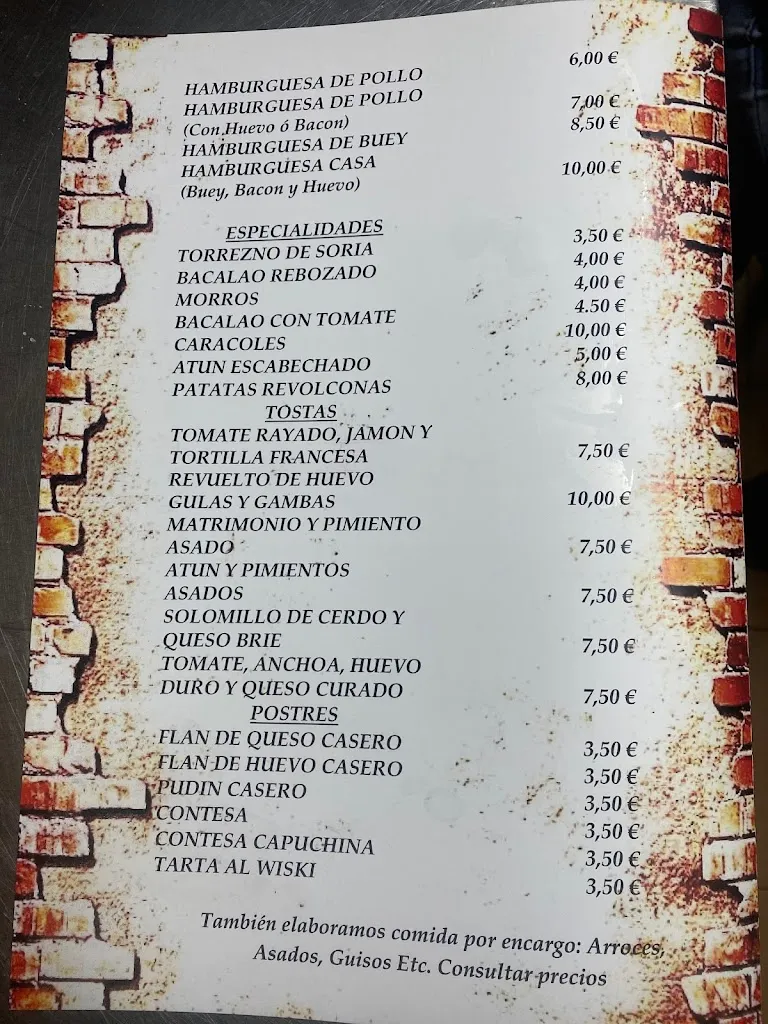 HAMBURGUESA DE POLLO 6,00 €
HAMBURGUESA DE POLLO
(Con Huevo ó Bacon) 7,00 €
HAMBURGUESA DE BUEY 8,50 €
HAMBURGUESA CASA
(Buey, Bacon y Huevo) 10,00 €
ESPECIALIDADES
TORREZNO DE SORIA 3,50 €
BACALAO REBOZADO 4,00 €
MORROS 4,00 €
BACALAO CON TOMATE 4.50 €
CARACOLES 10,00 €
ATUN ESCABECHADO 5,00 €
PATATAS REVOLCONAS 8,00 €
TOSTAS
TOMATE RAYADO, JAMON Y
TORTILLA FRANCESA 7,50 €
REVUELTO DE HUEVO
GULAS Y GAMBAS 10,00 €
MATRIMONIO Y PIMIENTO
ASADO 7,50 €
ATUN Y PIMIENTOS
ASADOS 7,50 €
SOLOMILLO DE CERDO Y
QUESO BRIE 7,50 €
TOMATE, ANCHOA, HUEVO
DURO Y QUESO CURADO 7,50 €
POSTRES
FLAN DE QUESO CASERO 3,50 €
FLAN DE HUEVO CASERO 3,50 €
PUDIN CASERO 3,50 €
CONTESA 3,50 €
CONTESA CAPUCHINA 3,50 €
TARTA AL WISKI 3,50 €
También elaboramos comida por encargo: Arroces,
Asados, Guisos Etc. Consultar precios